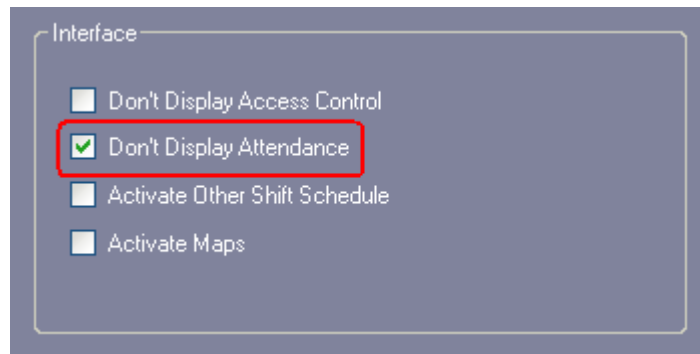 Interface
Don't Display Access Control
Don't Display Attendance
Activate Other Shift Schedule
Activate Maps